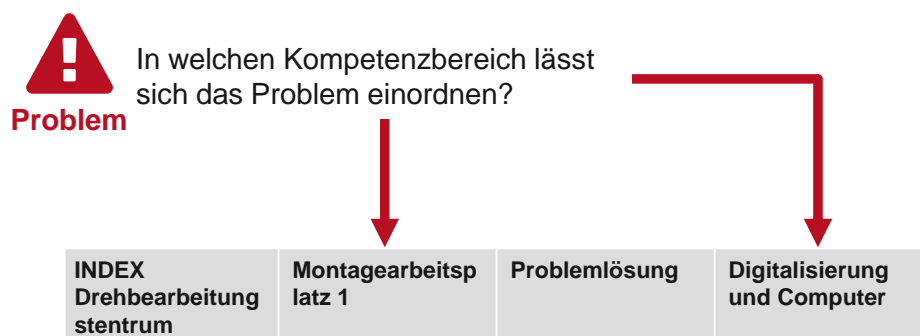 In welchen Kompetenzbereich lässt
sich das Problem einordnen?
Problem
INDEX
Drehbearbeitung
stentrum
Montagearbeitsp
latz 1
Problemlösung
Digitalisierung
und Computer